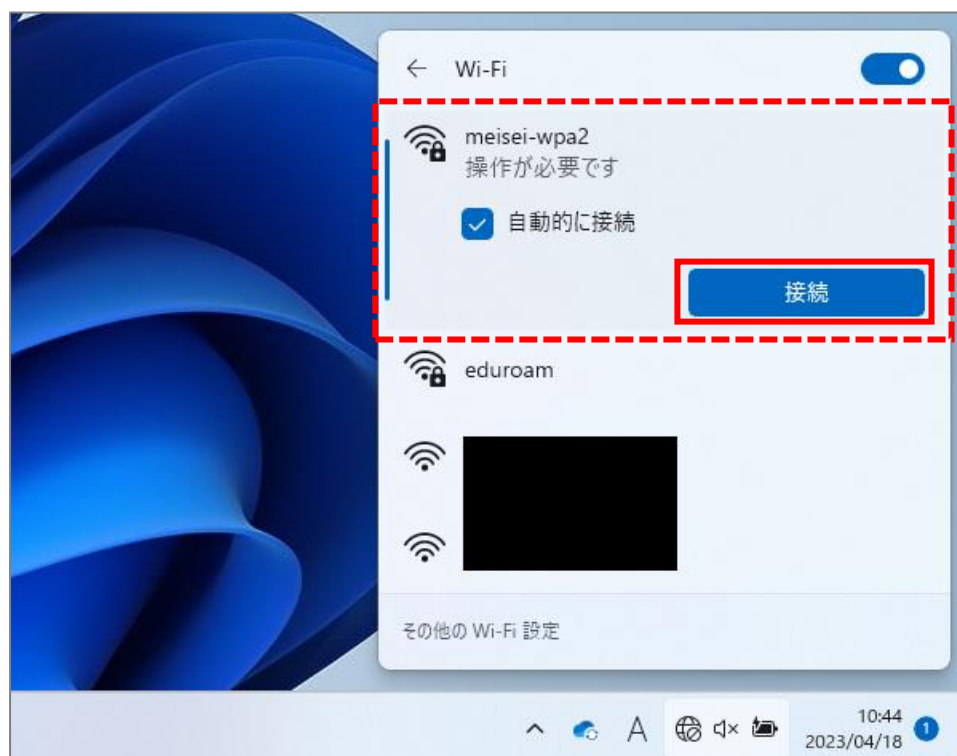 Wi-Fi
meisei-wpa2
操作が必要です
自動的に接続
接続
eduroam
その他の Wi-Fi 設定
A
10:44
2023/04/18
1